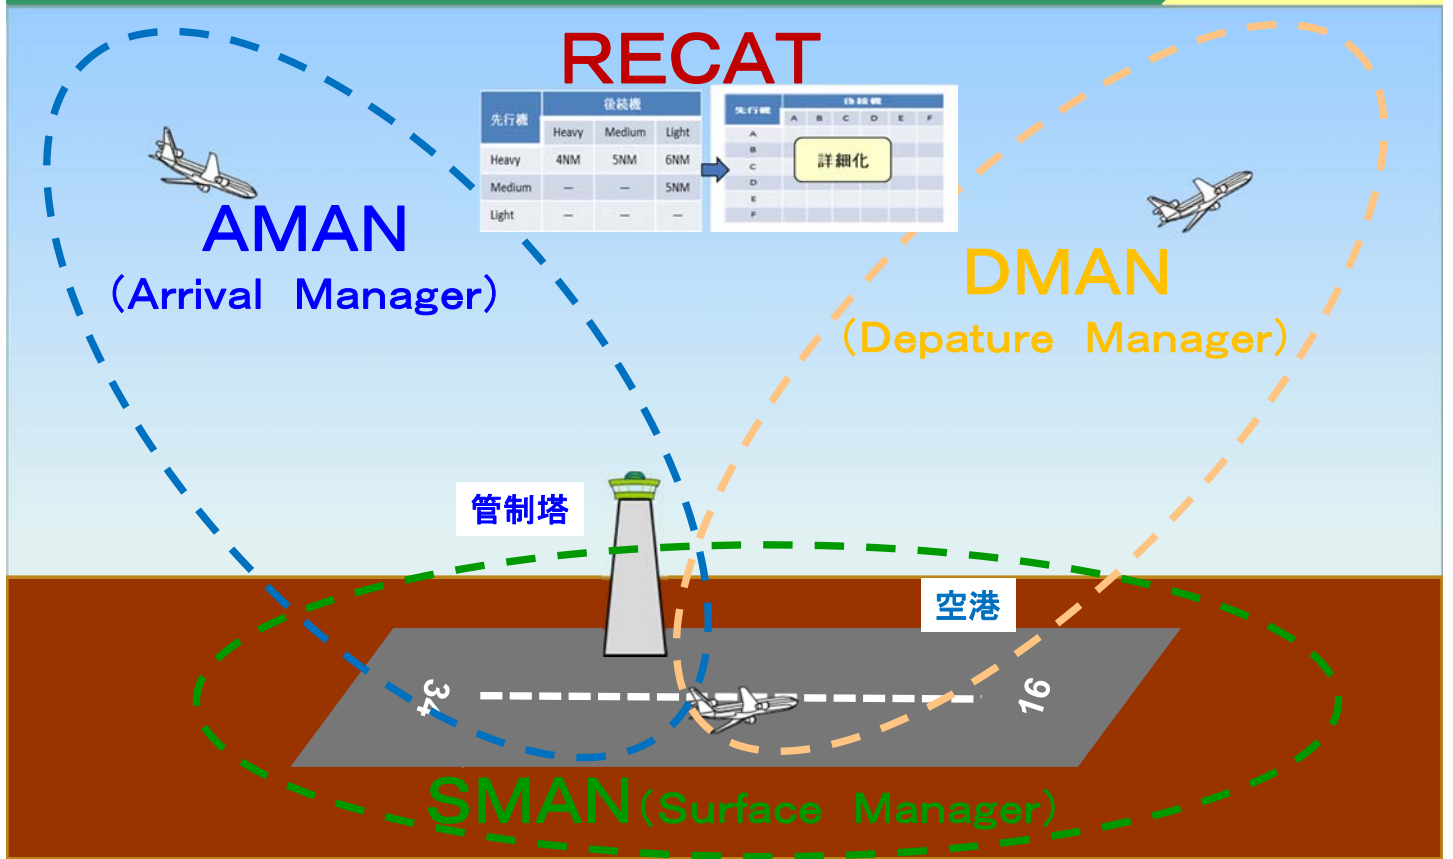 RECAT
先行機 後続機
Heavy Medium Light
Heavy 4NM 5NM 6NM
Medium — — 5NM
Light — — —
先行機 後続機
A B C D E F
A
B
C
D
E
F
詳細化
AMAN
(Arrival Manager)
DMAN
(Depature Manager)
管制塔
空港
34
16
SMAN(Surface Manager)